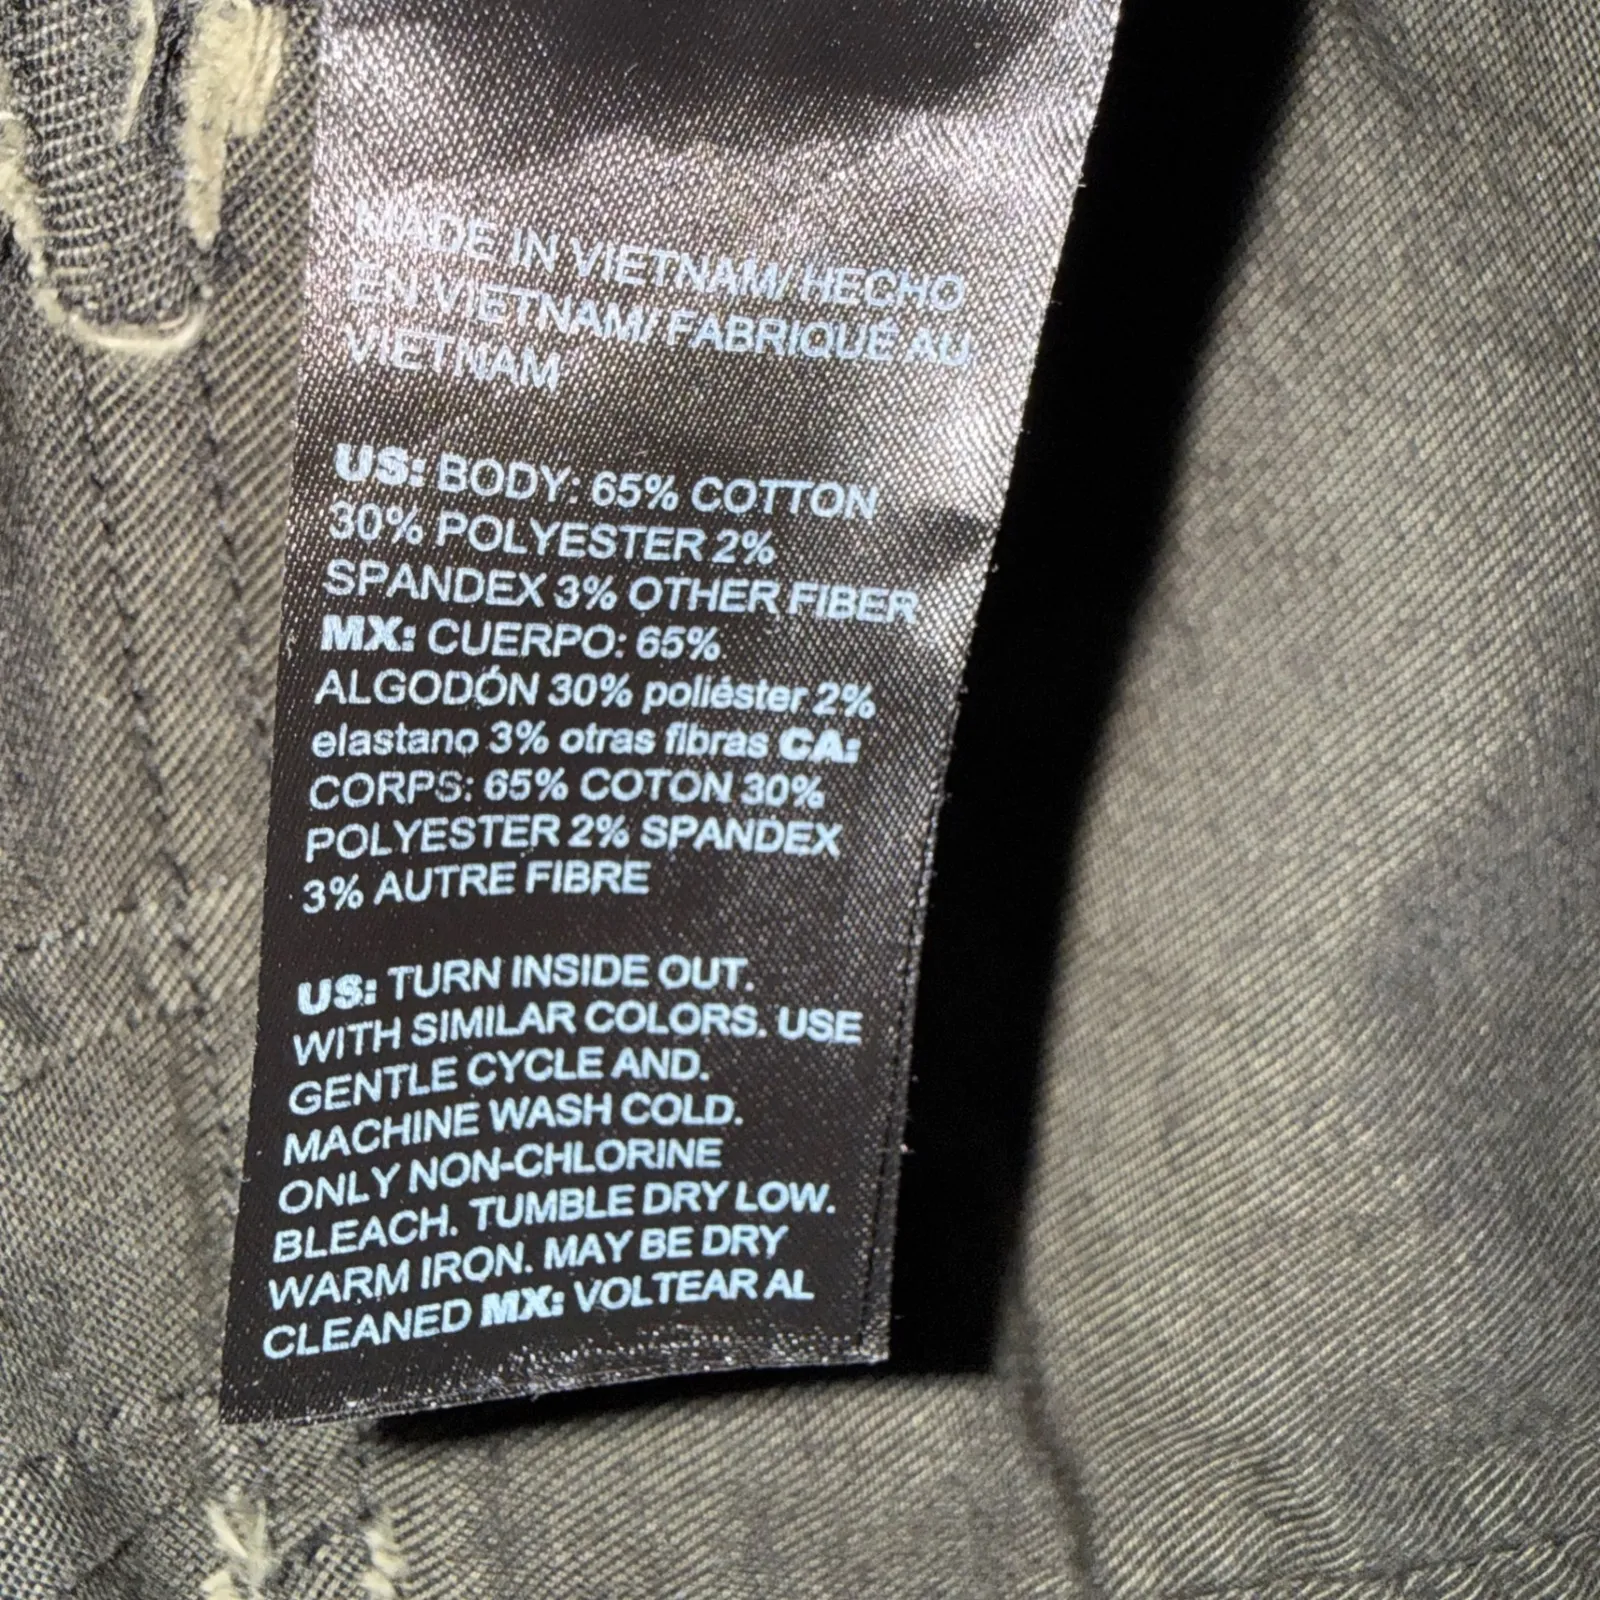 MADE IN VIETNAM/ HECHO
EN VIETNAM/ FABRIQUÉ AU
VIETNAM
US: BODY: 65% COTTON
30% POLYESTER 2%
SPANDEX 3% OTHER FIBER
MX: CUERPO: 65%
ALGODÓN 30% poliéster 2%
elastano 3% otras fibras CA:
CORPS: 65% COTON 30%
POLYESTER 2% SPANDEX
3% AUTRE FIBRE
US: TURN INSIDE OUT.
WITH SIMILAR COLORS. USE
GENTLE CYCLE AND.
MACHINE WASH COLD.
ONLY NON-CHLORINE
BLEACH. TUMBLE DRY LOW.
WARM IRON. MAY BE DRY
CLEANED MX: VOLTEAR AL